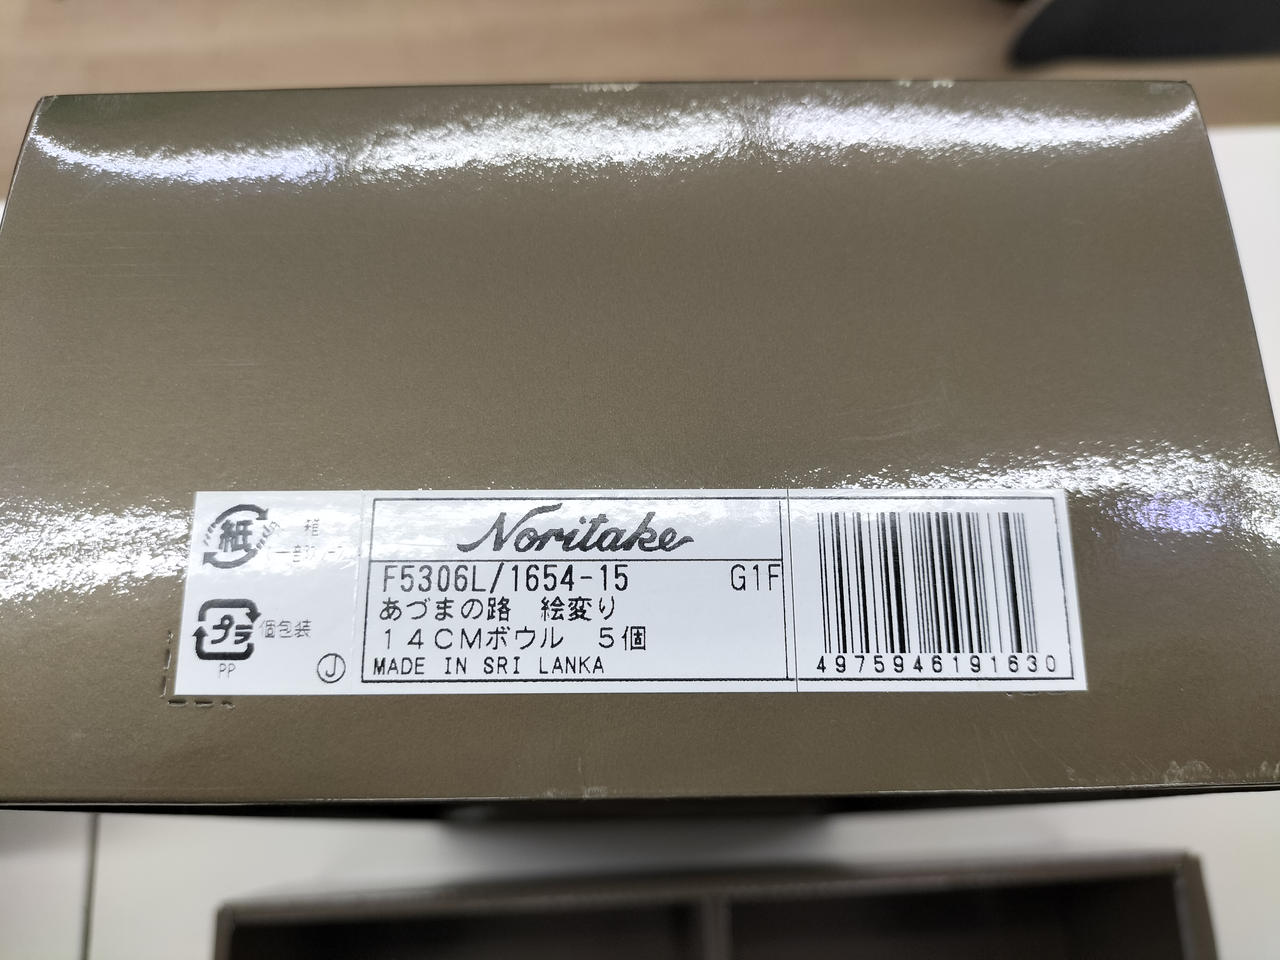 紙
箱
プラ
個包装
PP
J
Noritake
F5306L/1654-15 G1F
あづまの路 絵変り
14CMボウル 5個
MADE IN SRI LANKA
4975946191630